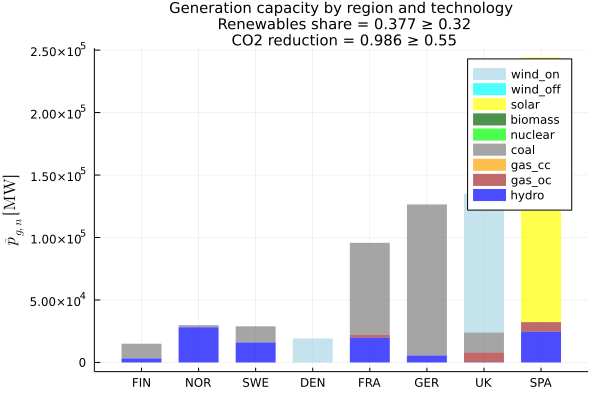 Generation capacity by region and technology
Renewables share = 0.377 ≥ 0.32
CO2 reduction = 0.986 ≥ 0.55
2.50×10⁵
2.00×10⁵
1.50×10⁵
1.00×10⁵
5.00×10⁴
0
p̄_{g,n} [MW]
wind_on
wind_off
solar
biomass
nuclear
coal
gas_cc
gas_oc
hydro
FIN NOR SWE DEN FRA GER UK SPA